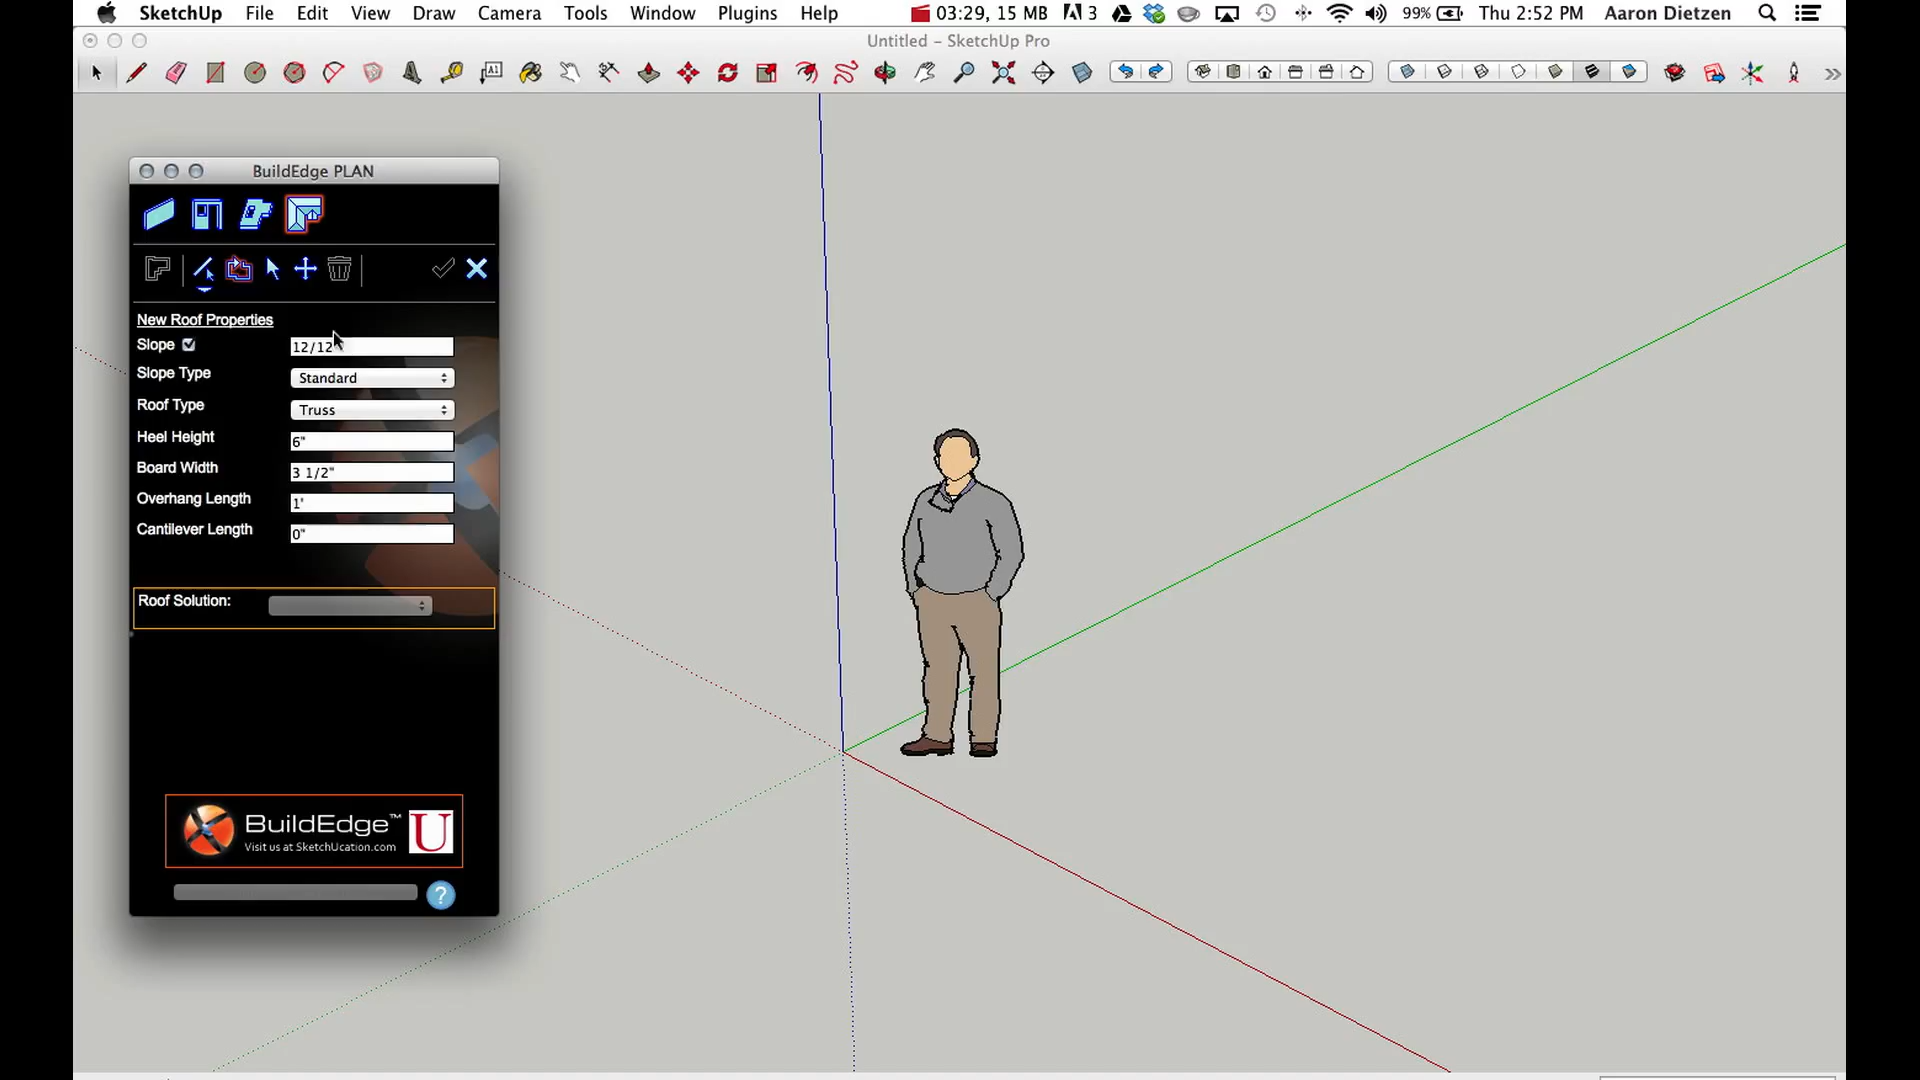 SketchUp File Edit View Draw Camera Tools Window Plugins Help 03:29, 15 MB 3 99% Thu 2:52 PM Aaron Dietzen
Untitled – SketchUp Pro
A1
BuildEdge PLAN
New Roof Properties
Slope 12/12
Slope Type Standard
Roof Type Truss
Heel Height 6"
Board Width 3 1/2"
Overhang Length 1'
Cantilever Length 0"
Roof Solution:
BuildEdge™ U
Visit us at SketchUcation.com
?